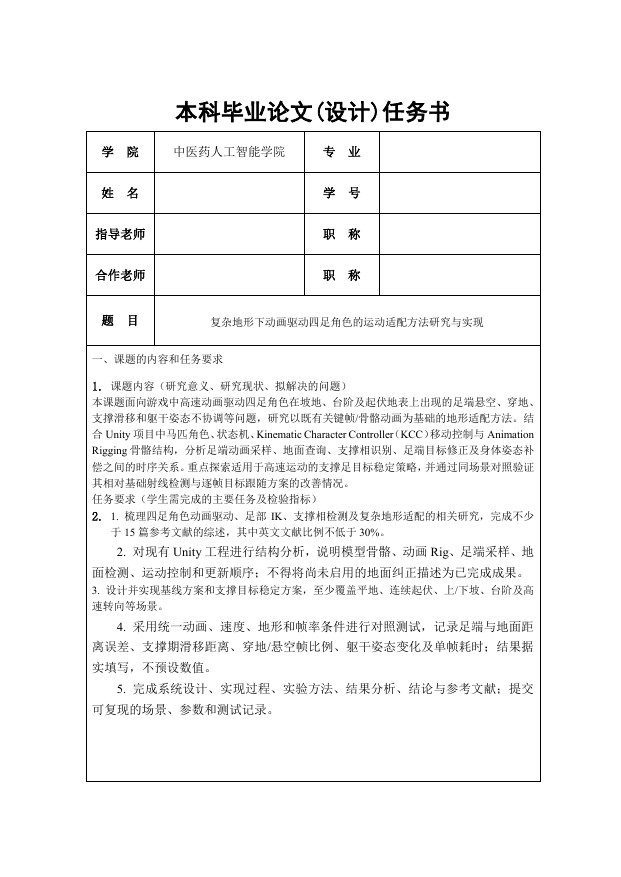 本科毕业论文(设计)任务书
学 院 中医药人工智能学院 专 业
姓 名 学 号
指导老师 职 称
合作老师 职 称
题 目 复杂地形下动画驱动四足角色的运动适配方法研究与实现
一、课题的内容和任务要求
1. 课题内容（研究意义、研究现状、拟解决的问题）
本课题面向游戏中高速动画驱动四足角色在坡地、台阶及起伏地表上出现的足端悬空、穿地、
支撑滑移和躯干姿态不协调等问题，研究以既有关键帧/骨骼动画为基础的地形适配方法。结
合 Unity 项目中马匹角色、状态机、Kinematic Character Controller（KCC）移动控制与 Animation
Rigging 骨骼结构，分析足端动画采样、地面查询、支撑相识别、足端目标修正及身体姿态补
偿之间的时序关系。重点探索适用于高速运动的支撑足目标稳定策略，并通过同场景对照验证
其相对基础射线检测与逐帧目标跟随方案的改善情况。
任务要求（学生需完成的主要任务及检验指标）
2. 1. 梳理四足角色动画驱动、足部 IK、支撑相检测及复杂地形适配的相关研究，完成不少
于 15 篇参考文献的综述，其中英文文献比例不低于 30%。
2. 对现有 Unity 工程进行结构分析，说明模型骨骼、动画 Rig、足端采样、地
面检测、运动控制和更新顺序；不得将尚未启用的地面纠正描述为已完成成果。
3. 设计并实现基线方案和支撑目标稳定方案，至少覆盖平地、连续起伏、上/下坡、台阶及高
速转向等场景。
4. 采用统一动画、速度、地形和帧率条件进行对照测试，记录足端与地面距
离误差、支撑期滑移距离、穿地/悬空帧比例、躯干姿态变化及单帧耗时；结果据
实填写，不预设数值。
5. 完成系统设计、实现过程、实验方法、结果分析、结论与参考文献；提交
可复现的场景、参数和测试记录。